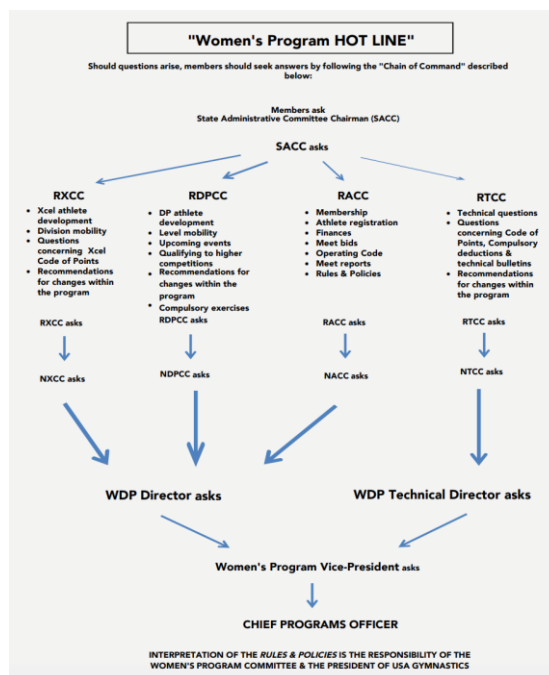 "Women's Program HOT LINE"
Should questions arise, members should seek answers by following the "Chain of Command" described
below:
Members ask
State Administrative Committee Chairman (SACC)
SACC asks
RXCC
• Xcel athlete
development
• Division mobility
• Questions
concerning Xcel
Code of Points
• Recommendations
for changes within
the program
RXCC asks
NXCC asks
RDPCC
• DP athlete
development
• Level mobility
• Upcoming events
• Qualifying to higher
competitions
• Recommendations for
changes within the
program
• Compulsory exercises
RDPCC asks
NDPCC asks
RACC
• Membership
• Athlete registration
• Finances
• Meet bids
• Operating Code
• Meet reports
• Rules & Policies
RACC asks
NACC asks
RTCC
• Technical questions
• Questions
concerning Code of
Points, Compulsory
deductions &
technical bulletins
• Recommendations
for changes within
the program
RTCC asks
NTCC asks
WDP Director asks
WDP Technical Director asks
Women's Program Vice-President asks
CHIEF PROGRAMS OFFICER
INTERPRETATION OF THE RULES & POLICIES IS THE RESPONSIBILITY OF THE
WOMEN'S PROGRAM COMMITTEE & THE PRESIDENT OF USA GYMNASTICS